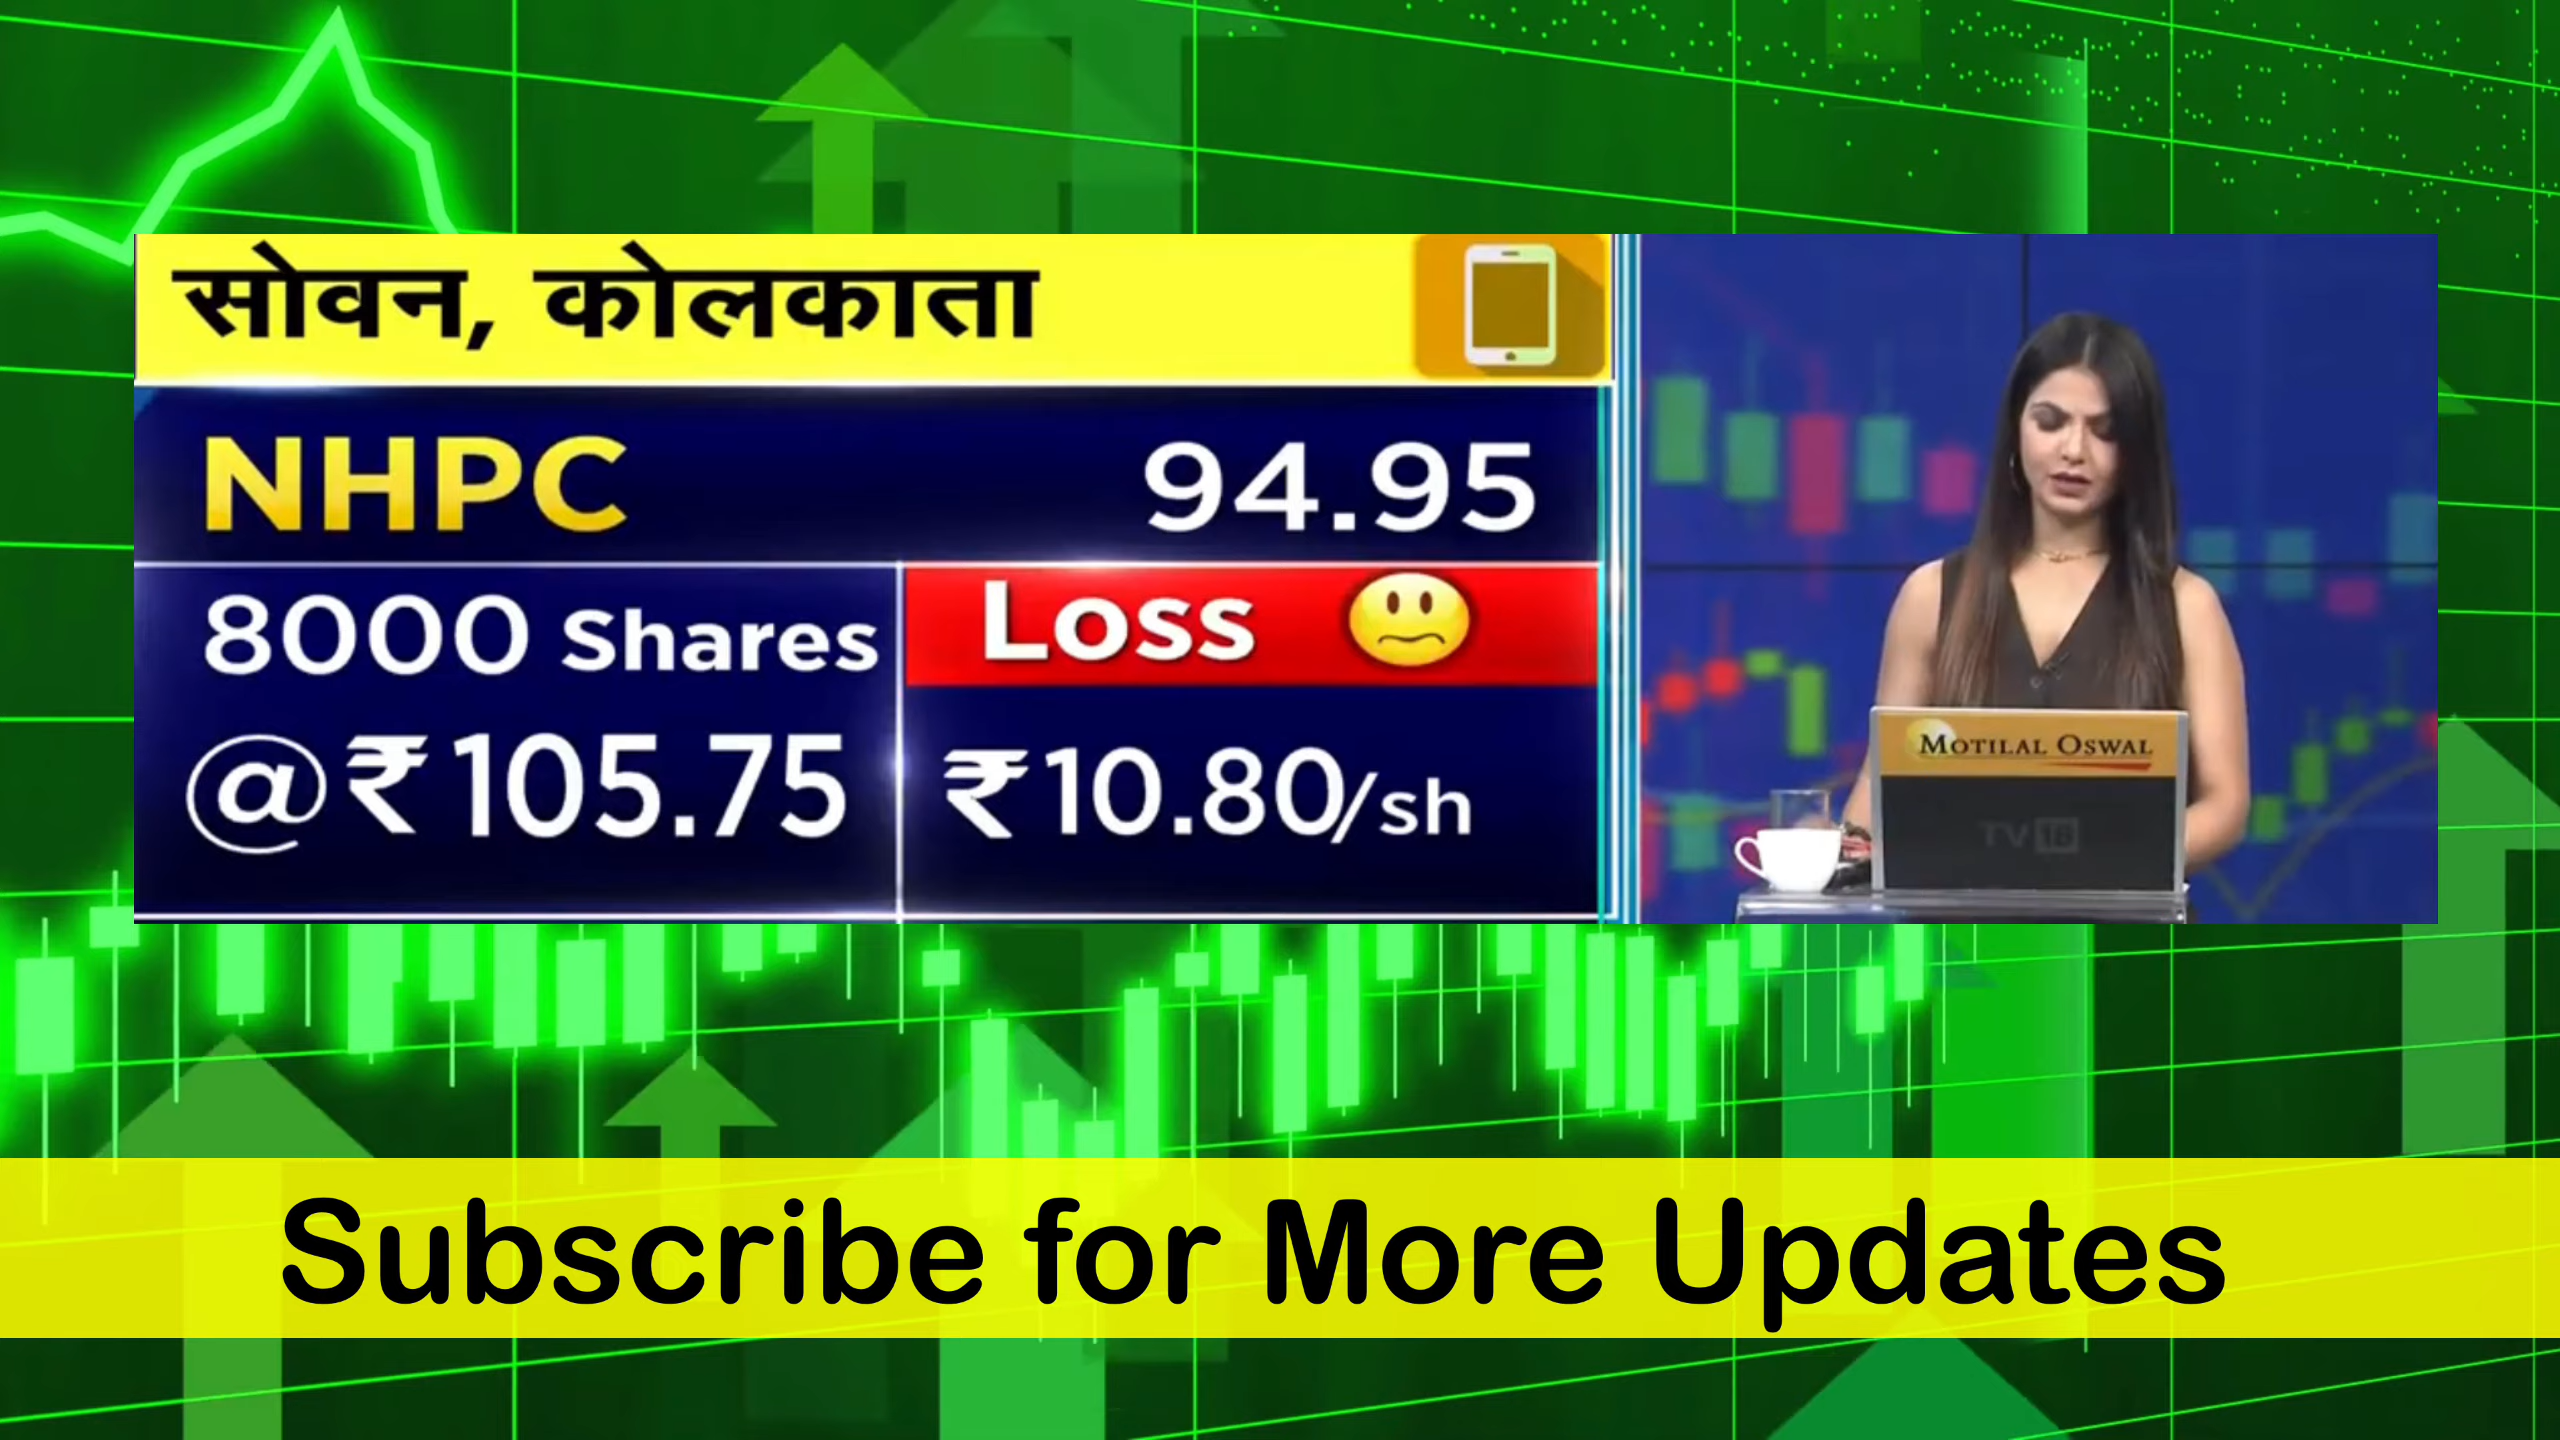 सोवन, कोलकाता
NHPC 94.95
8000 Shares
@₹105.75
Loss
₹10.80/sh
MOTILAL OSWAL
TV18
Subscribe for More Updates